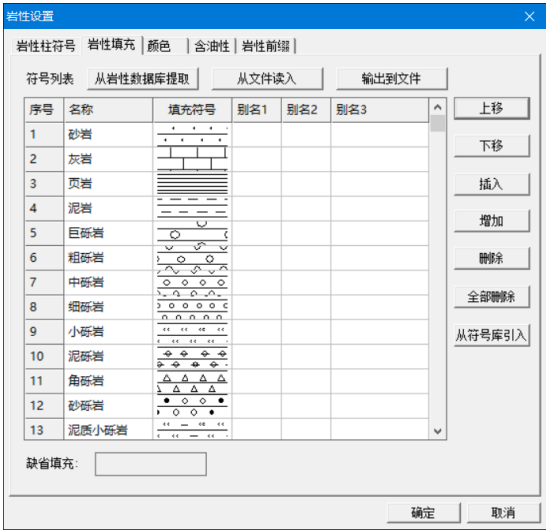 岩性设置
岩性柱符号 岩性填充 颜色 含油性 岩性前缀
符号列表 从岩性数据库提取 从文件读入 输出到文件
序号 名称 填充符号 别名1 别名2 别名3 上移
1 砂岩
2 灰岩 下移
3 页岩 插入
4 泥岩 增加
5 巨砾岩
6 粗砾岩 删除
7 中砾岩 全部删除
8 细砾岩
9 小砾岩 从符号库引入
10 泥砾岩
11 角砾岩
12 砂砾岩
13 泥质小砾岩
缺省填充:
确定 取消